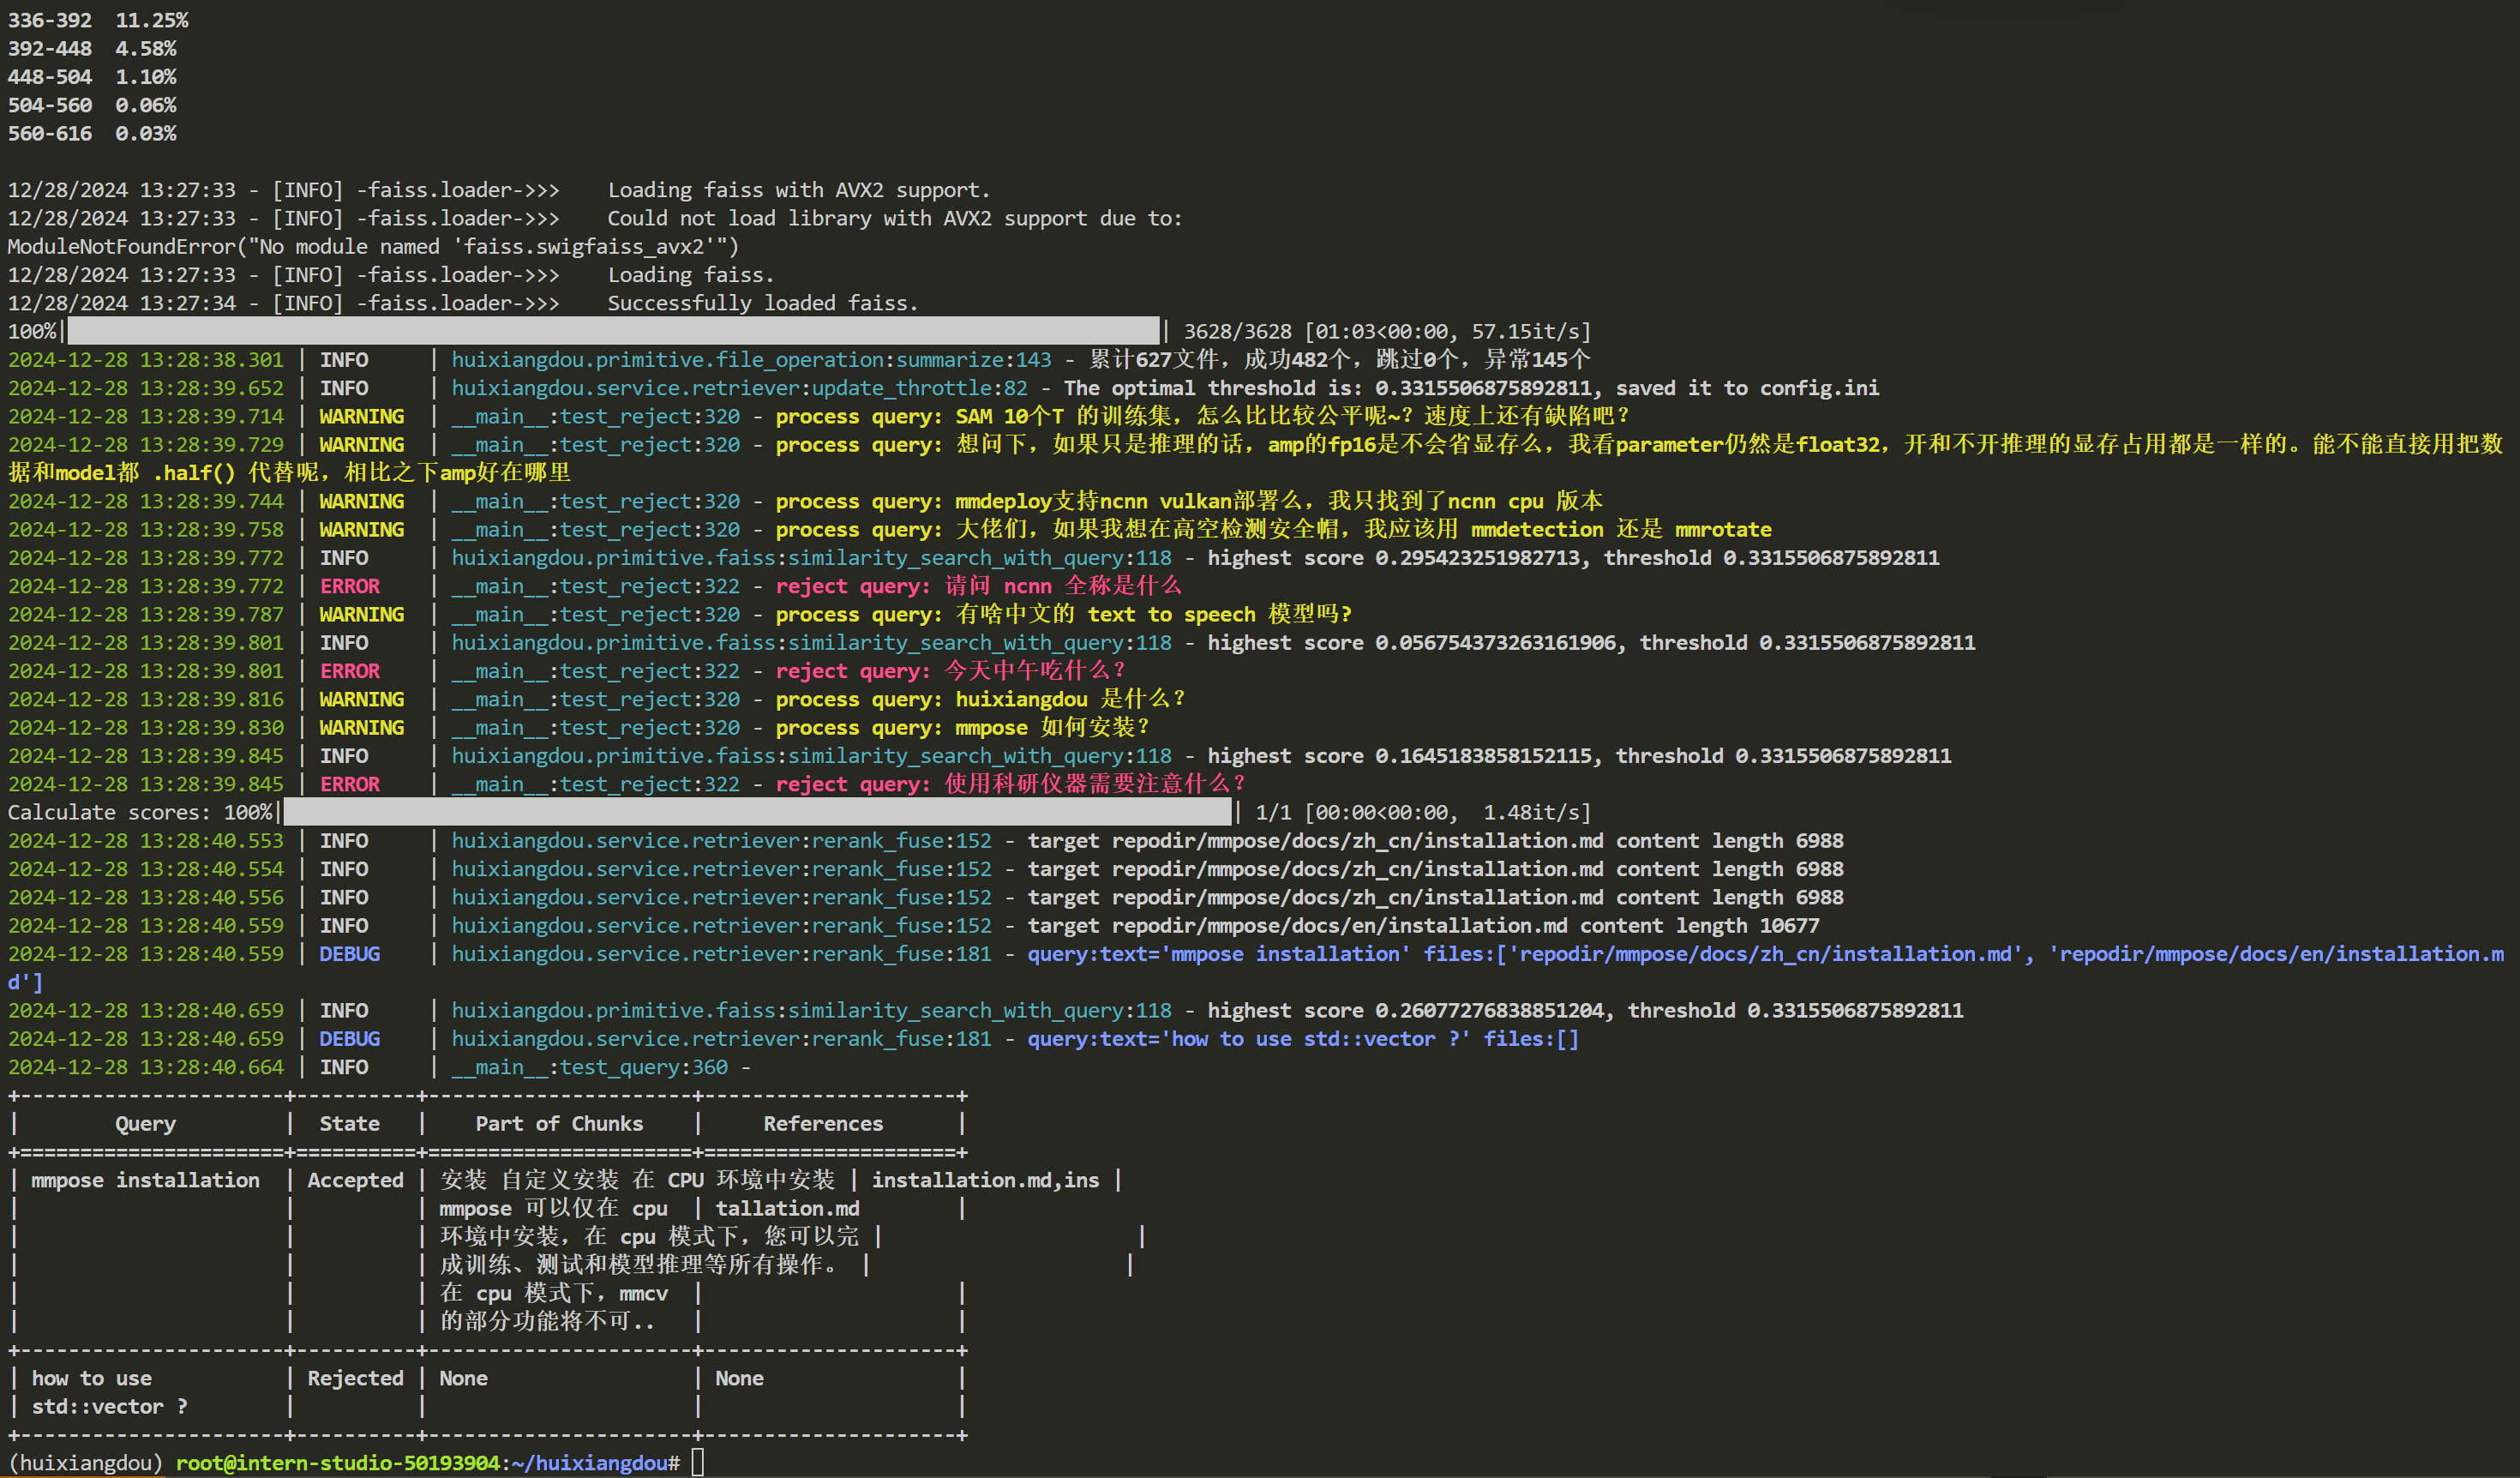 336-392  11.25%
392-448  4.58%
448-504  1.10%
504-560  0.06%
560-616  0.03%
12/28/2024 13:27:33 - [INFO] -faiss.loader->>>    Loading faiss with AVX2 support.
12/28/2024 13:27:33 - [INFO] -faiss.loader->>>    Could not load library with AVX2 support due to:
ModuleNotFoundError("No module named 'faiss.swigfaiss_avx2'")
12/28/2024 13:27:33 - [INFO] -faiss.loader->>>    Loading faiss.
12/28/2024 13:27:34 - [INFO] -faiss.loader->>>    Successfully loaded faiss.
100%| | 3628/3628 [01:03<00:00, 57.15it/s]
2024-12-28 13:28:38.301 | INFO     | huixiangdou.primitive.file_operation:summarize:143 - 累计627文件，成功482个，跳过0个，异常145个
2024-12-28 13:28:39.652 | INFO     | huixiangdou.service.retriever:update_throttle:82 - The optimal threshold is: 0.3315506875892811, saved it to config.ini
2024-12-28 13:28:39.714 | WARNING  | __main__:test_reject:320 - process query: SAM 10个T 的训练集，怎么比比较公平呢~？速度上还有缺陷吧？
2024-12-28 13:28:39.729 | WARNING  | __main__:test_reject:320 - process query: 想问下，如果只是推理的话，amp的fp16是不会省显存么，我看parameter仍然是float32，开和不开推理的显存占用都是一样的。能不能直接用把数
据和model都 .half() 代替呢，相比之下amp好在哪里
2024-12-28 13:28:39.744 | WARNING  | __main__:test_reject:320 - process query: mmdeploy支持ncnn vulkan部署么，我只找到了ncnn cpu 版本
2024-12-28 13:28:39.758 | WARNING  | __main__:test_reject:320 - process query: 大佬们，如果我想在高空检测安全帽，我应该用 mmdetection 还是 mmrotate
2024-12-28 13:28:39.772 | INFO     | huixiangdou.primitive.faiss:similarity_search_with_query:118 - highest score 0.295423251982713, threshold 0.3315506875892811
2024-12-28 13:28:39.772 | ERROR    | __main__:test_reject:322 - reject query: 请问 ncnn 全称是什么
2024-12-28 13:28:39.787 | WARNING  | __main__:test_reject:320 - process query: 有啥中文的 text to speech 模型吗?
2024-12-28 13:28:39.801 | INFO     | huixiangdou.primitive.faiss:similarity_search_with_query:118 - highest score 0.056754373263161906, threshold 0.3315506875892811
2024-12-28 13:28:39.801 | ERROR    | __main__:test_reject:322 - reject query: 今天中午吃什么？
2024-12-28 13:28:39.816 | WARNING  | __main__:test_reject:320 - process query: huixiangdou 是什么？
2024-12-28 13:28:39.830 | WARNING  | __main__:test_reject:320 - process query: mmpose 如何安装？
2024-12-28 13:28:39.845 | INFO     | huixiangdou.primitive.faiss:similarity_search_with_query:118 - highest score 0.1645183858152115, threshold 0.3315506875892811
2024-12-28 13:28:39.845 | ERROR    | __main__:test_reject:322 - reject query: 使用科研仪器需要注意什么？
Calculate scores: 100%| | 1/1 [00:00<00:00,  1.48it/s]
2024-12-28 13:28:40.553 | INFO     | huixiangdou.service.retriever:rerank_fuse:152 - target repodir/mmpose/docs/zh_cn/installation.md content length 6988
2024-12-28 13:28:40.554 | INFO     | huixiangdou.service.retriever:rerank_fuse:152 - target repodir/mmpose/docs/zh_cn/installation.md content length 6988
2024-12-28 13:28:40.556 | INFO     | huixiangdou.service.retriever:rerank_fuse:152 - target repodir/mmpose/docs/zh_cn/installation.md content length 6988
2024-12-28 13:28:40.559 | INFO     | huixiangdou.service.retriever:rerank_fuse:152 - target repodir/mmpose/docs/en/installation.md content length 10677
2024-12-28 13:28:40.559 | DEBUG    | huixiangdou.service.retriever:rerank_fuse:181 - query:text='mmpose installation' files:['repodir/mmpose/docs/zh_cn/installation.md', 'repodir/mmpose/docs/en/installation.m
d']
2024-12-28 13:28:40.659 | INFO     | huixiangdou.primitive.faiss:similarity_search_with_query:118 - highest score 0.26077276838851204, threshold 0.3315506875892811
2024-12-28 13:28:40.659 | DEBUG    | huixiangdou.service.retriever:rerank_fuse:181 - query:text='how to use std::vector ?' files:[]
2024-12-28 13:28:40.664 | INFO     | __main__:test_query:360 -
+----------------------+----------+----------------------+---------------------+
|        Query         |  State   |    Part of Chunks    |     References      |
+======================+==========+======================+=====================+
| mmpose installation  | Accepted | 安装 自定义安装 在 CPU 环境中安装 | installation.md,ins |
|                      |          | mmpose 可以仅在 cpu  | tallation.md        |
|                      |          | 环境中安装，在 cpu 模式下，您可以完 |                     |
|                      |          | 成训练、测试和模型推理等所有操作。 |                     |
|                      |          | 在 cpu 模式下，mmcv  |                     |
|                      |          | 的部分功能将不可..   |                     |
+----------------------+----------+----------------------+---------------------+
| how to use           | Rejected | None                 | None                |
| std::vector ?        |          |                      |                     |
+----------------------+----------+----------------------+---------------------+
(huixiangdou) root@intern-studio-50193904:~/huixiangdou#